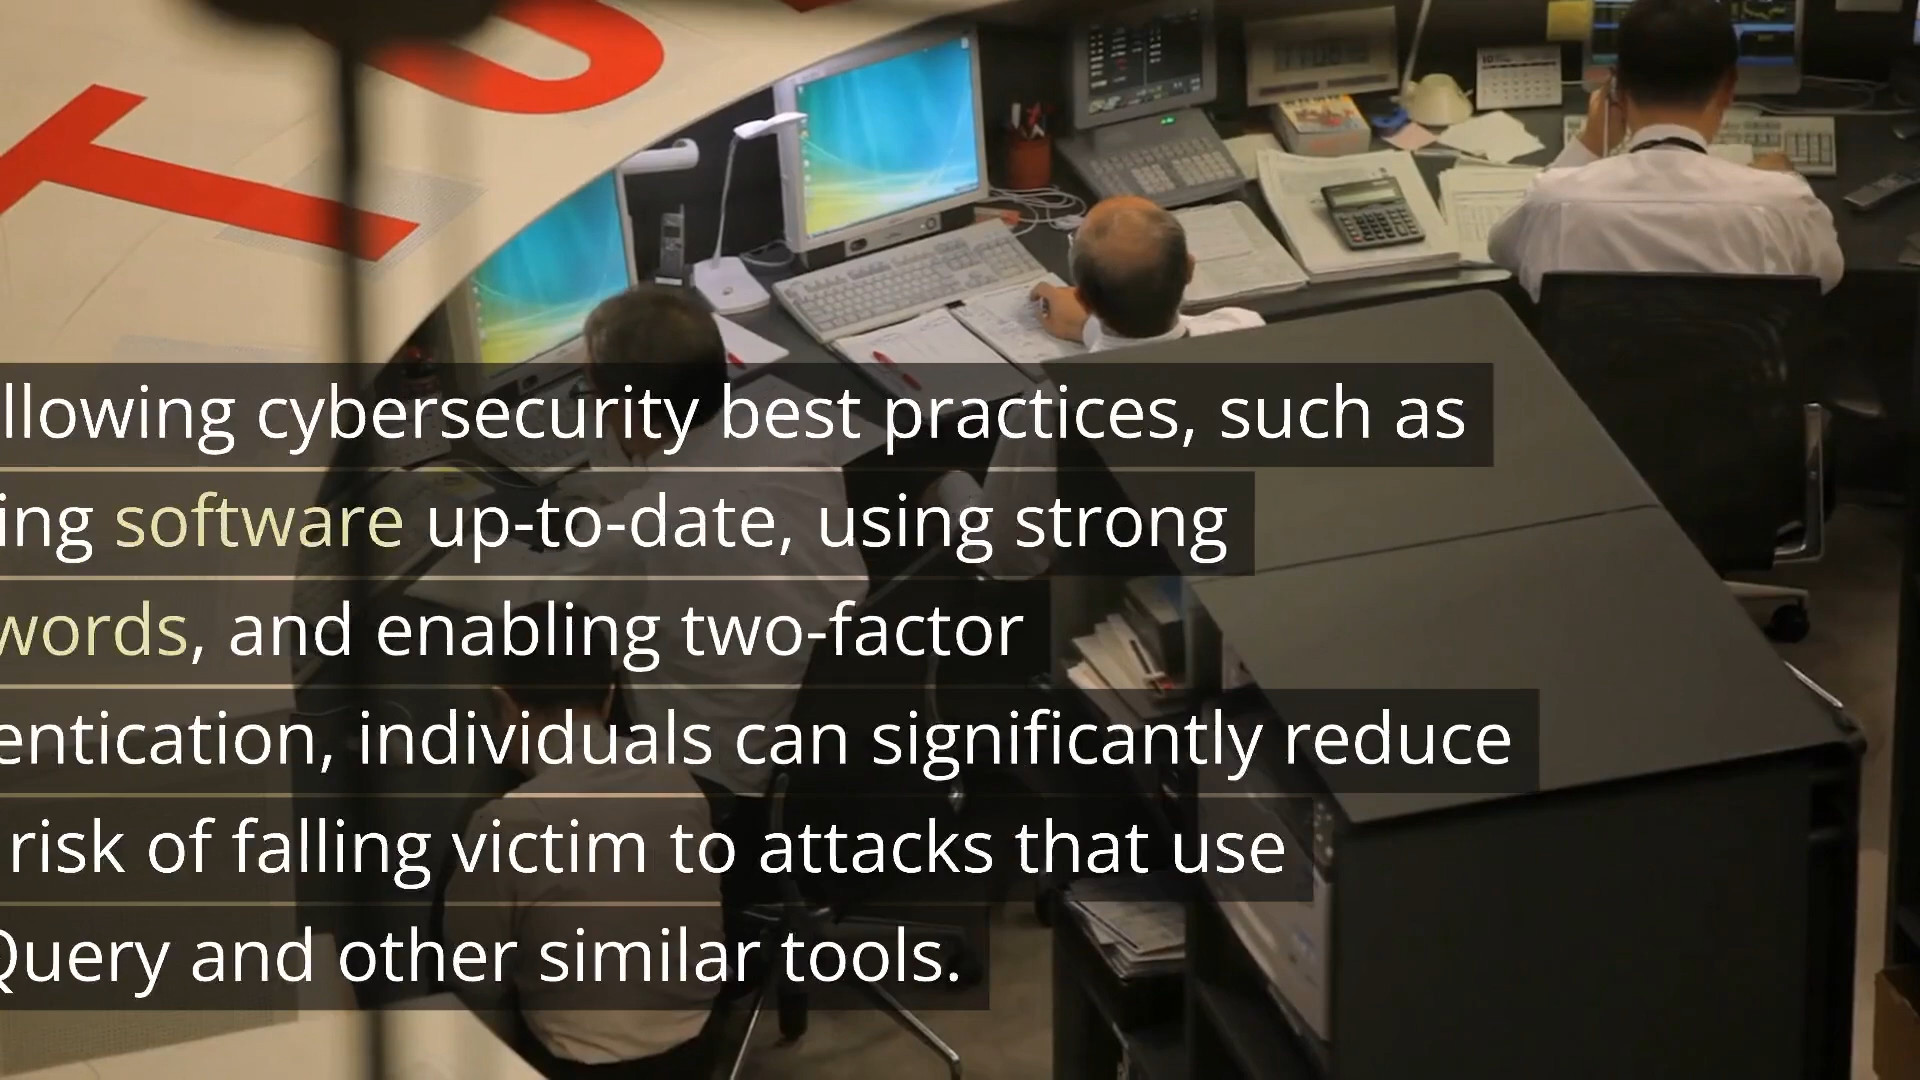 llowing cybersecurity best practices, such as
ing software up-to-date, using strong
words, and enabling two-factor
entication, individuals can significantly reduce
risk of falling victim to attacks that use
Query and other similar tools.